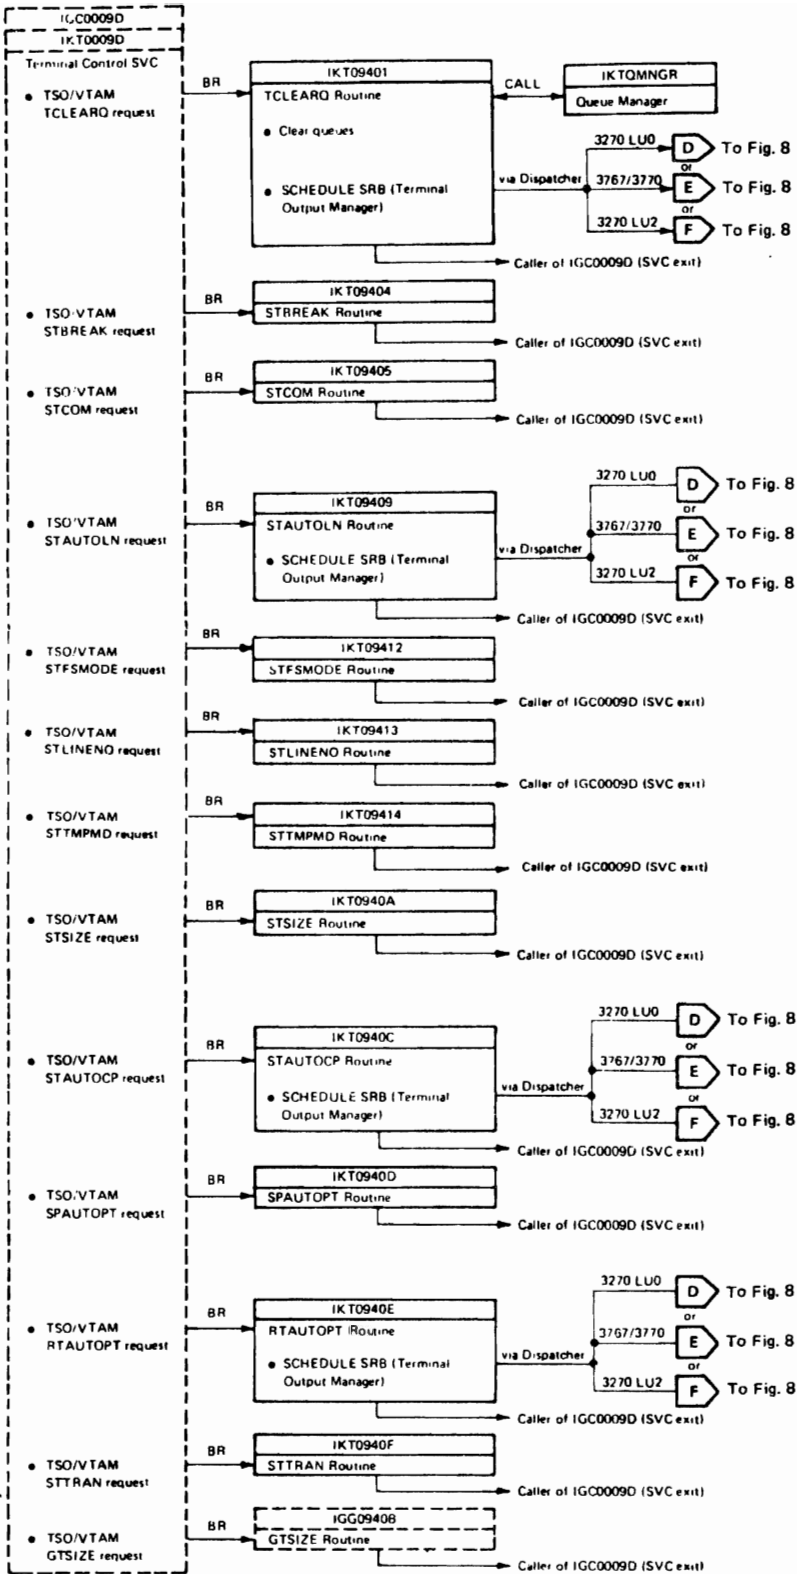 IGC0009D
IKT0009D
Terminal Control SVC
• TSO/VTAM
TCLEARQ request
BR
IKT09401
TCLEARQ Routine
• Clear queues
• SCHEDULE SRB (Terminal
Output Manager)
CALL
IKTQMNGR
Queue Manager
via Dispatcher
3270 LU0
D
To Fig. 8
or
3767/3770
E
To Fig. 8
or
3270 LU2
F
To Fig. 8
Caller of IGC0009D (SVC exit)
• TSO/VTAM
STBREAK request
BR
IKT09404
STBREAK Routine
Caller of IGC0009D (SVC exit)
• TSO/VTAM
STCOM request
BR
IKT09405
STCOM Routine
Caller of IGC0009D (SVC exit)
• TSO/VTAM
STAUTOLN request
BR
IKT09409
STAUTOLN Routine
• SCHEDULE SRB (Terminal
Output Manager)
via Dispatcher
3270 LU0
D
To Fig. 8
or
3767/3770
E
To Fig. 8
or
3270 LU2
F
To Fig. 8
Caller of IGC0009D (SVC exit)
• TSO/VTAM
STFSMODE request
BR
IKT09412
STFSMODE Routine
Caller of IGC0009D (SVC exit)
• TSO/VTAM
STLINENO request
BR
IKT09413
STLINENO Routine
Caller of IGC0009D (SVC exit)
• TSO/VTAM
STTMPMD request
BR
IKT09414
STTMPMD Routine
Caller of IGC0009D (SVC exit)
• TSO/VTAM
STSIZE request
BR
IKT0940A
STSIZE Routine
Caller of IGC0009D (SVC exit)
• TSO/VTAM
STAUTOCP request
BR
IKT0940C
STAUTOCP Routine
• SCHEDULE SRB (Terminal
Output Manager)
via Dispatcher
3270 LU0
D
To Fig. 8
or
3767/3770
E
To Fig. 8
or
3270 LU2
F
To Fig. 8
Caller of IGC0009D (SVC exit)
• TSO/VTAM
SPAUTOPT request
BR
IKT0940D
SPAUTOPT Routine
Caller of IGC0009D (SVC exit)
• TSO/VTAM
RTAUTOPT request
BR
IKT0940E
RTAUTOPT Routine
• SCHEDULE SRB (Terminal
Output Manager)
via Dispatcher
3270 LU0
D
To Fig. 8
or
3767/3770
E
To Fig. 8
or
3270 LU2
F
To Fig. 8
Caller of IGC0009D (SVC exit)
• TSO/VTAM
STTRAN request
BR
IKT0940F
STTRAN Routine
Caller of IGC0009D (SVC exit)
• TSO/VTAM
GTSIZE request
BR
IGG0940B
GTSIZE Routine
Caller of IGC0009D (SVC exit)